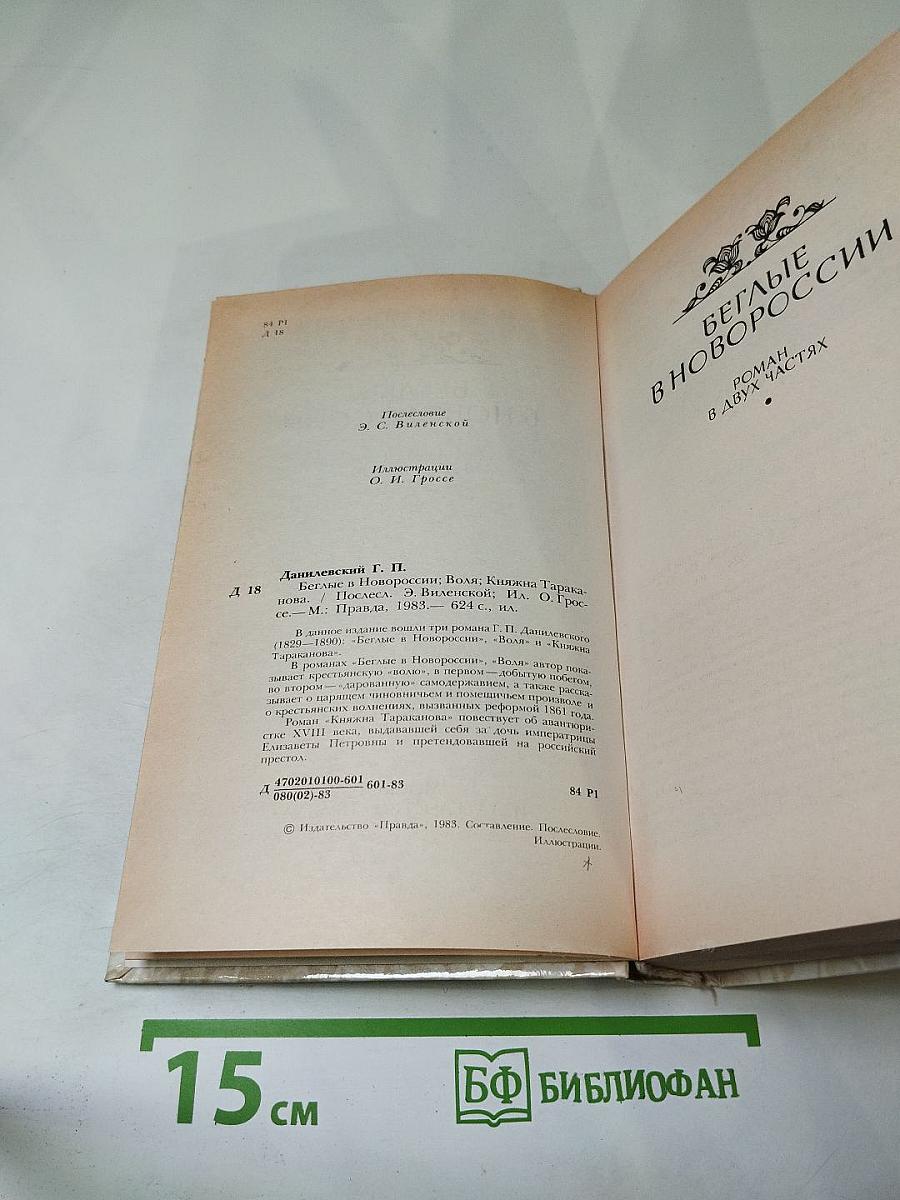 84 Р1
Д 18
Послесловие
Э. С. Виленской
Иллюстрации
О. И. Гроссе
Данилевский Г. П.
Д 18
Беглые в Новороссии; Воля; Княжна Тарака-
нова. / Послесл. Э. Виленской; Ил. О. Грос-
се.— М.: Правда, 1983.— 624 с., ил.
В данное издание вошли три романа Г. П. Данилевского
(1829—1890): «Беглые в Новороссии», «Воля» и «Княжна
Тараканова».
В романах «Беглые в Новороссии», «Воля» автор пока-
зывает крестьянскую «волю», в первом — добытую побегом,
во втором — «дарованную» самодержавием, а также расска-
зывает о царящем чиновничьем и помещичьем произволе и
о крестьянских волнениях, вызванных реформой 1861 года.
Роман «Княжна Тараканова» повествует об авантюри-
стке XVIII века, выдававшей себя за дочь императрицы
Елизаветы Петровны и претендовавшей на российский
престол.
Д 4702010100-601
080(02)-83
601-83
84 Р1
© Издательство «Правда», 1983. Составление. Послесловие.
Иллюстрации.
БЕГЛЫЕ
В НОВОРОССИИ
РОМАН
В ДВУХ ЧАСТЯХ
15 см
БФ БИБЛИОФАН